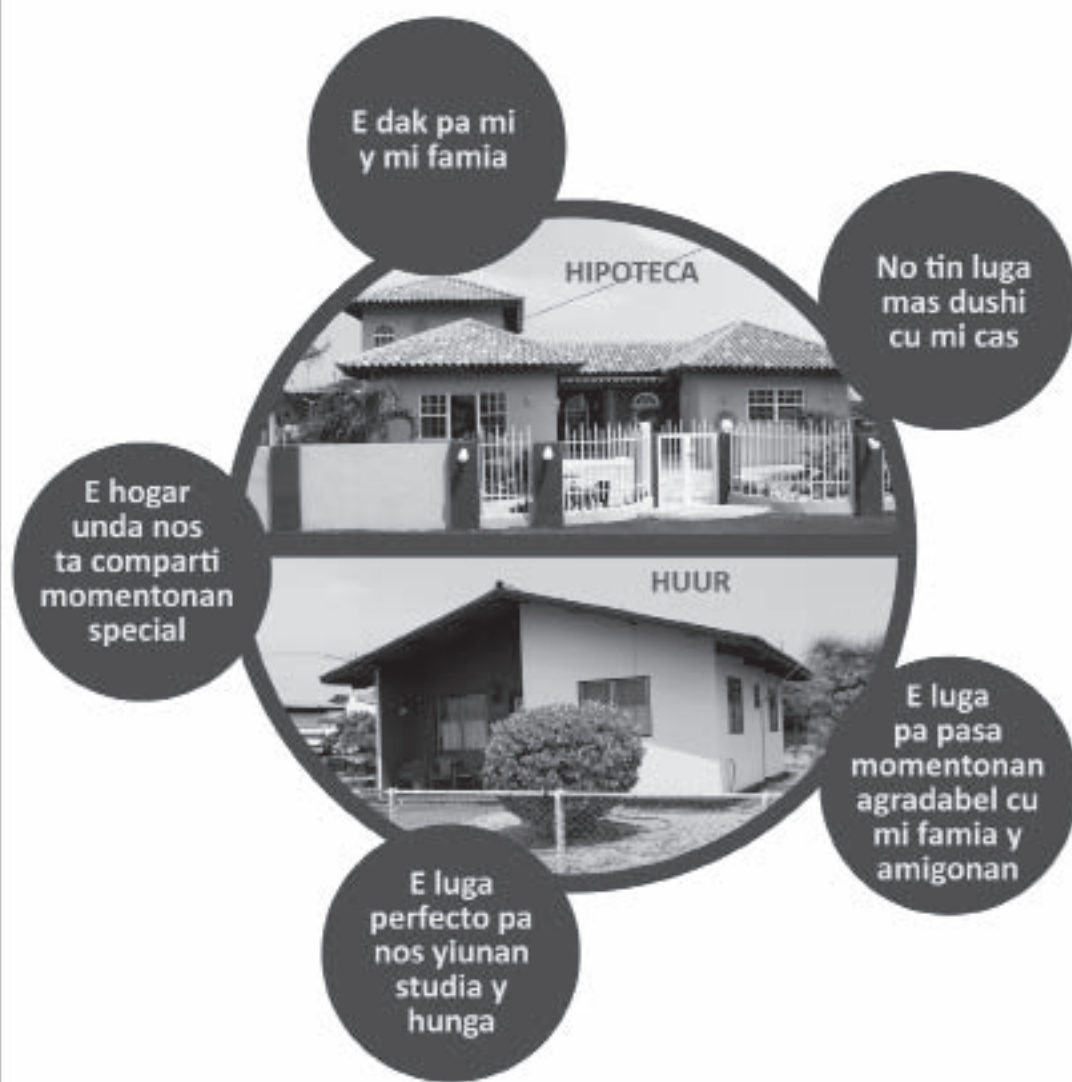 E dak pa mi
y mi famia
HIPOTECA
No tin luga
mas dushi
cu mi cas
E hogar
unda nos
ta comparti
momentonan
special
HUUR
E luga
pa pasa
momentonan
agradabel cu
mi famia y
amigonan
E luga
perfecto pa
nos yiunan
studia y
hunga